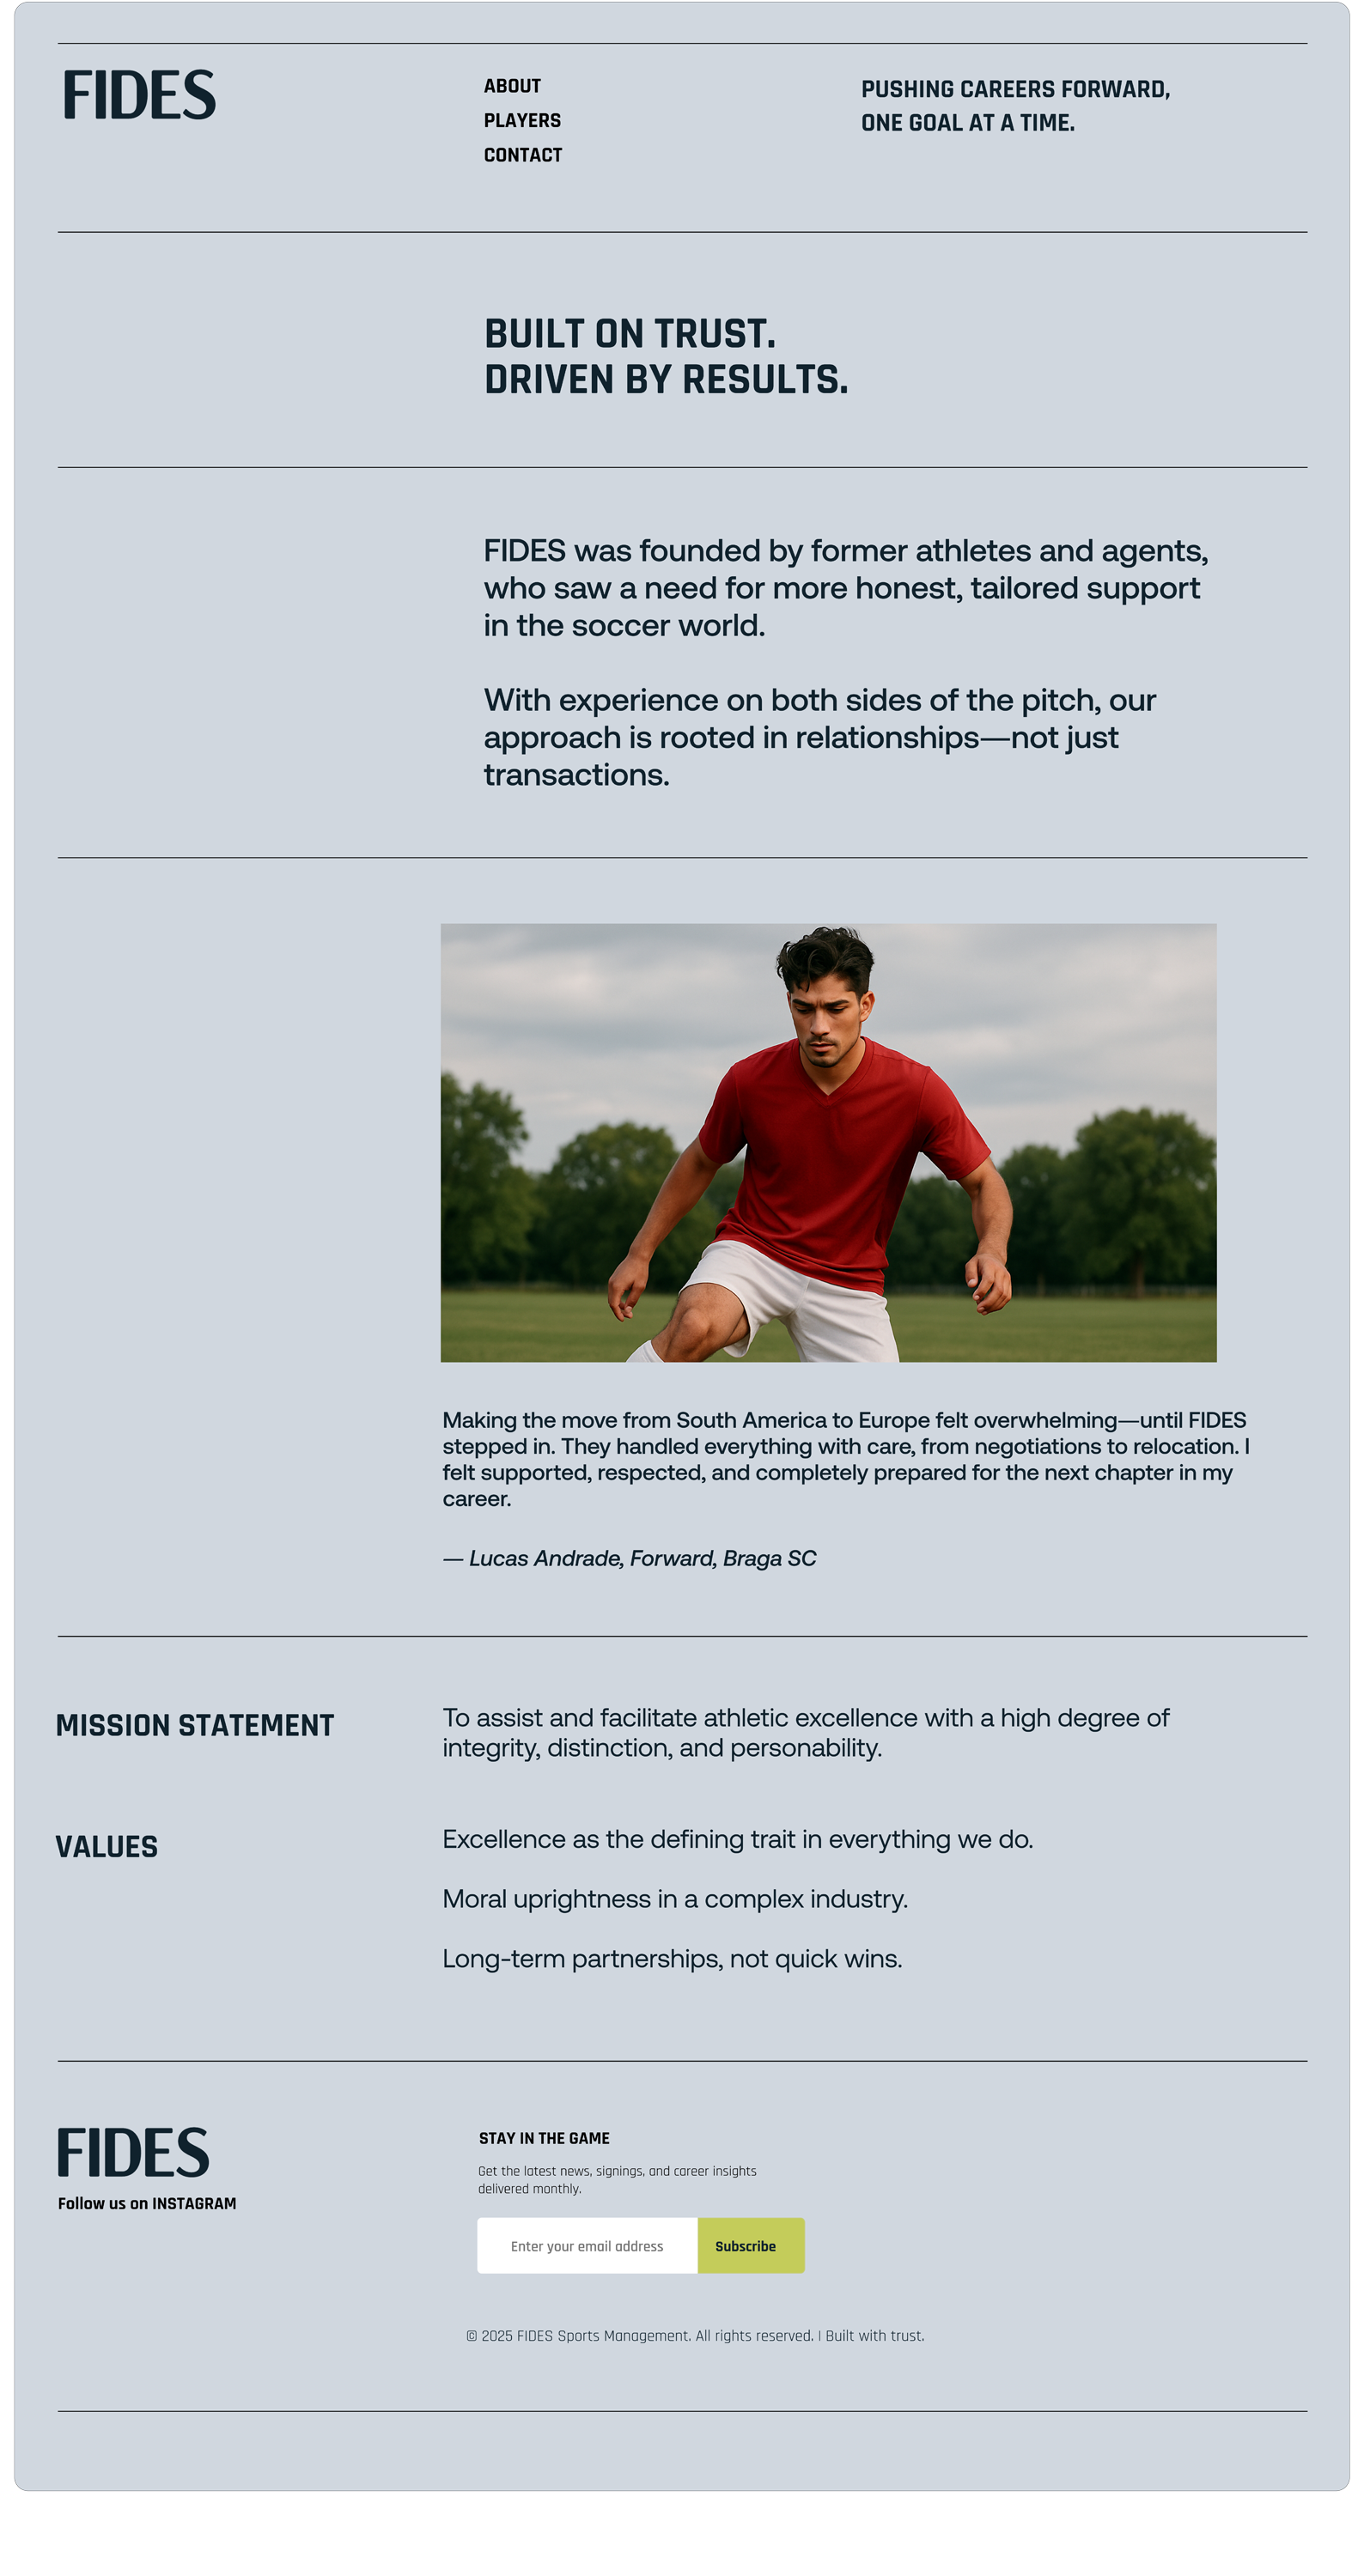 FIDES
ABOUT
PLAYERS
CONTACT
PUSHING CAREERS FORWARD,
ONE GOAL AT A TIME.
BUILT ON TRUST.
DRIVEN BY RESULTS.
FIDES was founded by former athletes and agents,
who saw a need for more honest, tailored support
in the soccer world.
With experience on both sides of the pitch, our
approach is rooted in relationships—not just
transactions.
Making the move from South America to Europe felt overwhelming—until FIDES
stepped in. They handled everything with care, from negotiations to relocation. I
felt supported, respected, and completely prepared for the next chapter in my
career.
— Lucas Andrade, Forward, Braga SC
MISSION STATEMENT
To assist and facilitate athletic excellence with a high degree of
integrity, distinction, and personability.
VALUES
Excellence as the defining trait in everything we do.
Moral uprightness in a complex industry.
Long-term partnerships, not quick wins.
FIDES
Follow us on INSTAGRAM
STAY IN THE GAME
Get the latest news, signings, and career insights
delivered monthly.
Enter your email address
Subscribe
© 2025 FIDES Sports Management. All rights reserved. | Built with trust.